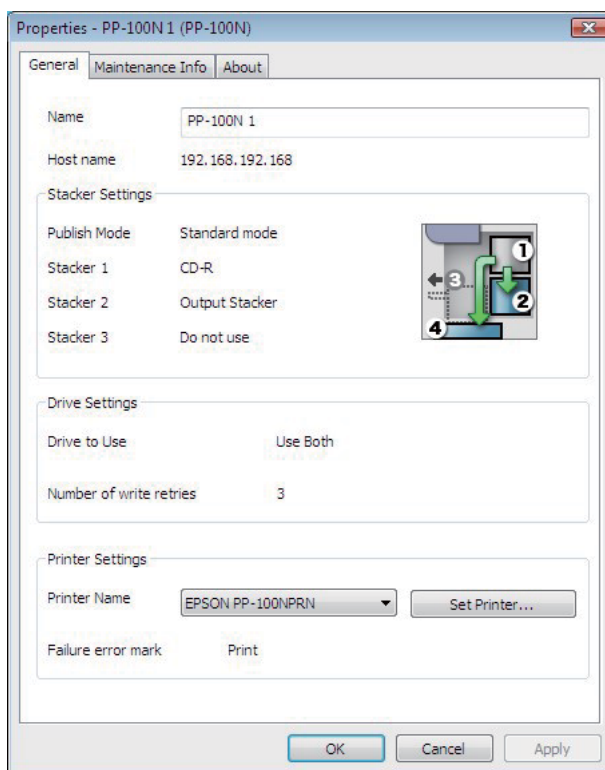 Properties - PP-100N 1 (PP-100N)
General Maintenance Info About
Name PP-100N 1
Host name 192.168.192.168
Stacker Settings
Publish Mode Standard mode
Stacker 1 CD-R
Stacker 2 Output Stacker
Stacker 3 Do not use
1
3
2
4
Drive Settings
Drive to Use Use Both
Number of write retries 3
Printer Settings
Printer Name EPSON PP-100NPRN Set Printer...
Failure error mark Print
OK Cancel Apply